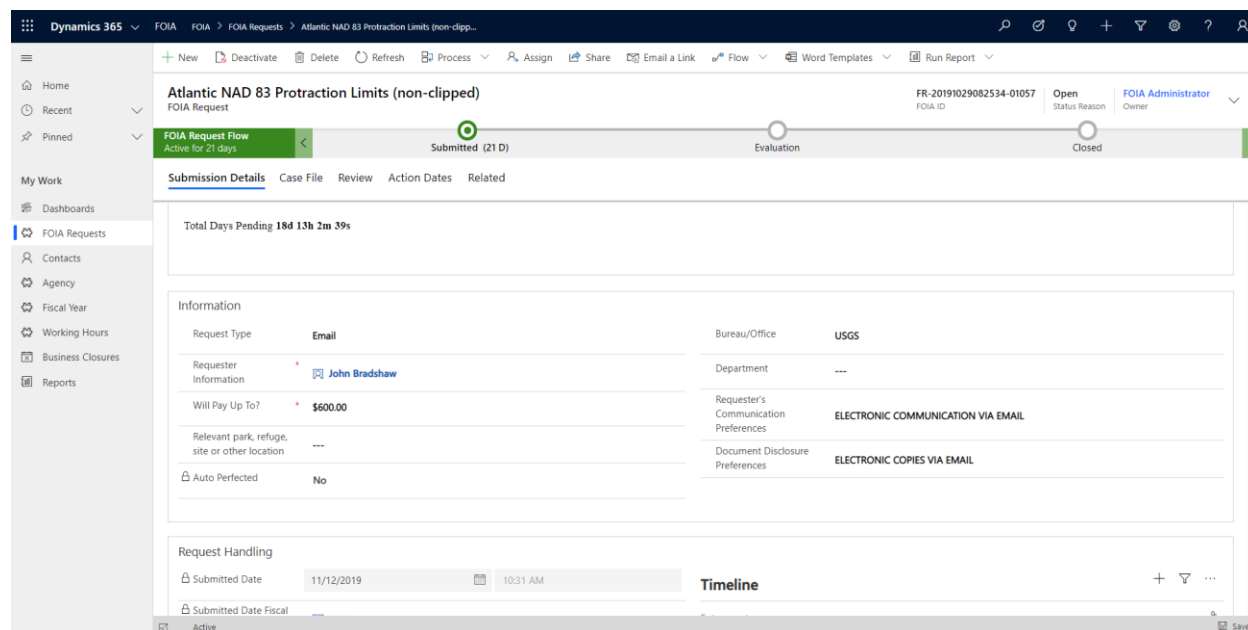 Dynamics 365 FOIA FOIA > FOIA Requests > Atlantic NAD 83 Protraction Limits (non-clipp...
New Deactivate Delete Refresh Process Assign Share Email a Link Flow Word Templates Run Report
Home
Recent
Pinned
My Work
Dashboards
FOIA Requests
Contacts
Agency
Fiscal Year
Working Hours
Business Closures
Reports
Atlantic NAD 83 Protraction Limits (non-clipped)
FOIA Request
FR-20191029082534-01057
FOIA ID
Open
Status Reason
FOIA Administrator
Owner
FOIA Request Flow
Active for 21 days
Submitted (21 D)
Evaluation
Closed
Submission Details Case File Review Action Dates Related
Total Days Pending 18d 13h 2m 39s
Information
Request Type Email
Requester
Information
* John Bradshaw
Will Pay Up To? * $600.00
Relevant park, refuge,
site or other location
---
Auto Perfected No
Bureau/Office USGS
Department ---
Requester's
Communication
Preferences
ELECTRONIC COMMUNICATION VIA EMAIL
Document Disclosure
Preferences
ELECTRONIC COPIES VIA EMAIL
Request Handling
Submitted Date 11/12/2019 10:31 AM
Submitted Date Fiscal
Timeline
Active
Save